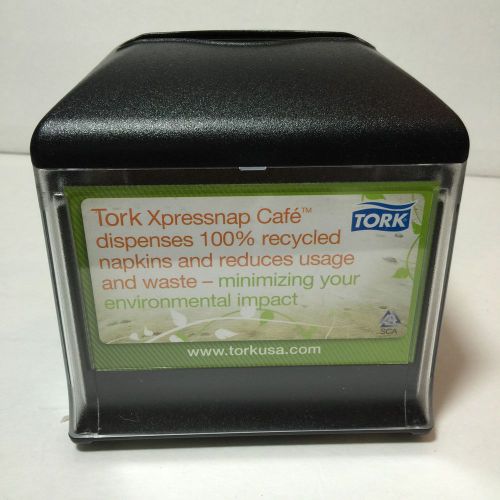 Tork Xpressnap Café™
dispenses 100% recycled
napkins and reduces usage
and waste – minimizing your
environmental impact
TORK
SCA
www.torkusa.com